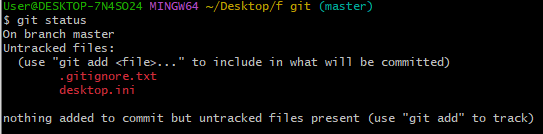 User@DESKTOP-7N4SO24 MINGW64 ~/Desktop/f git (master)
$ git status
On branch master
Untracked files:
  (use "git add <file>..." to include in what will be committed)
        .gitignore.txt
        desktop.ini

nothing added to commit but untracked files present (use "git add" to track)